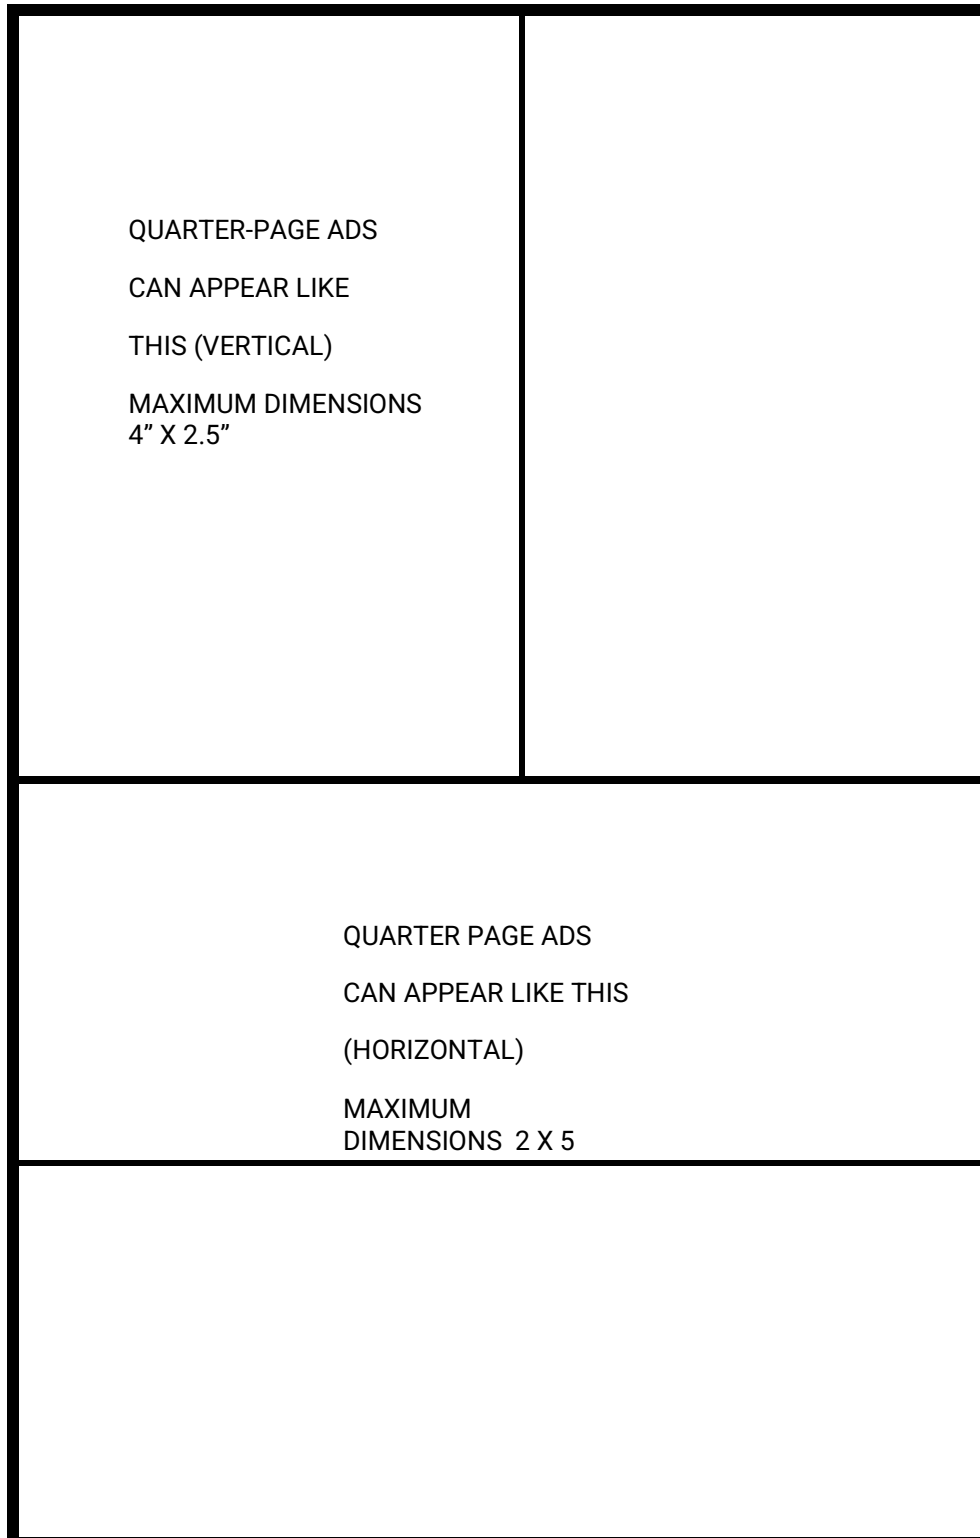 QUARTER-PAGE ADS
CAN APPEAR LIKE
THIS (VERTICAL)
MAXIMUM DIMENSIONS
4” X 2.5”
QUARTER PAGE ADS
CAN APPEAR LIKE THIS
(HORIZONTAL)
MAXIMUM
DIMENSIONS  2 X 5